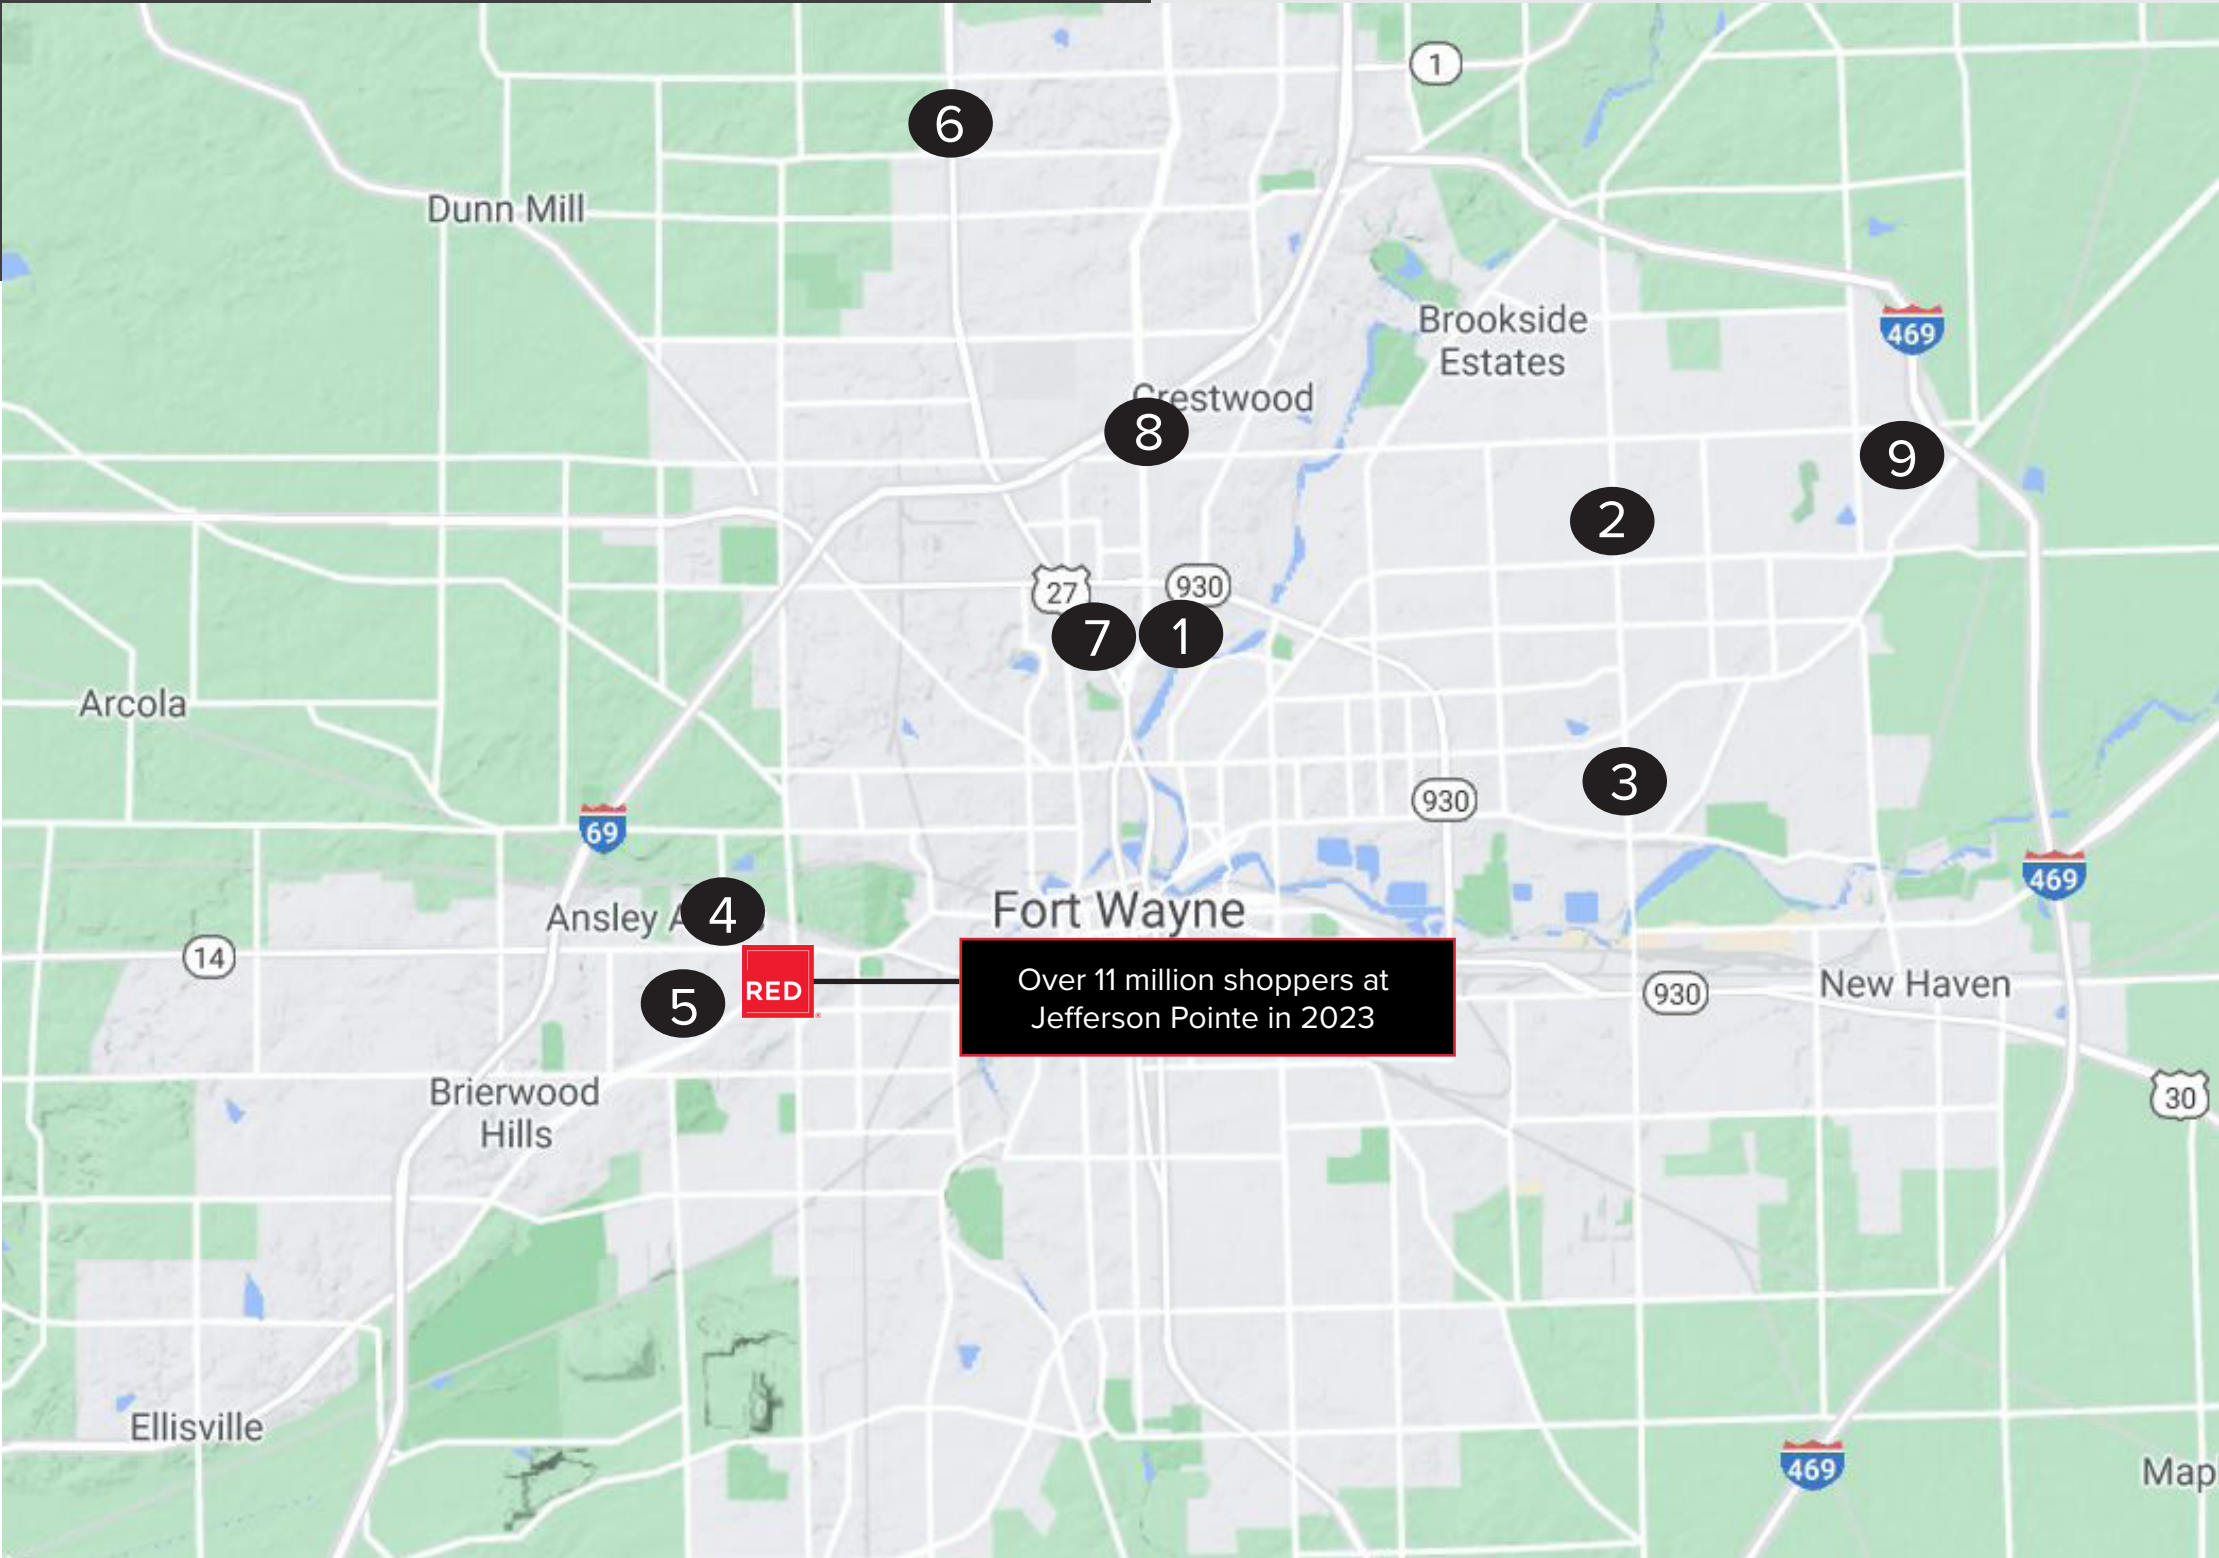 1
6
Dunn Mill
Brookside
Estates
469
Crestwood
8
9
2
27
930
7
1
Arcola
3
930
69
469
Ansley
4
Fort Wayne
14
RED
5
Over 11 million shoppers at
Jefferson Pointe in 2023
930
New Haven
Brierwood
Hills
30
Ellisville
469
Map